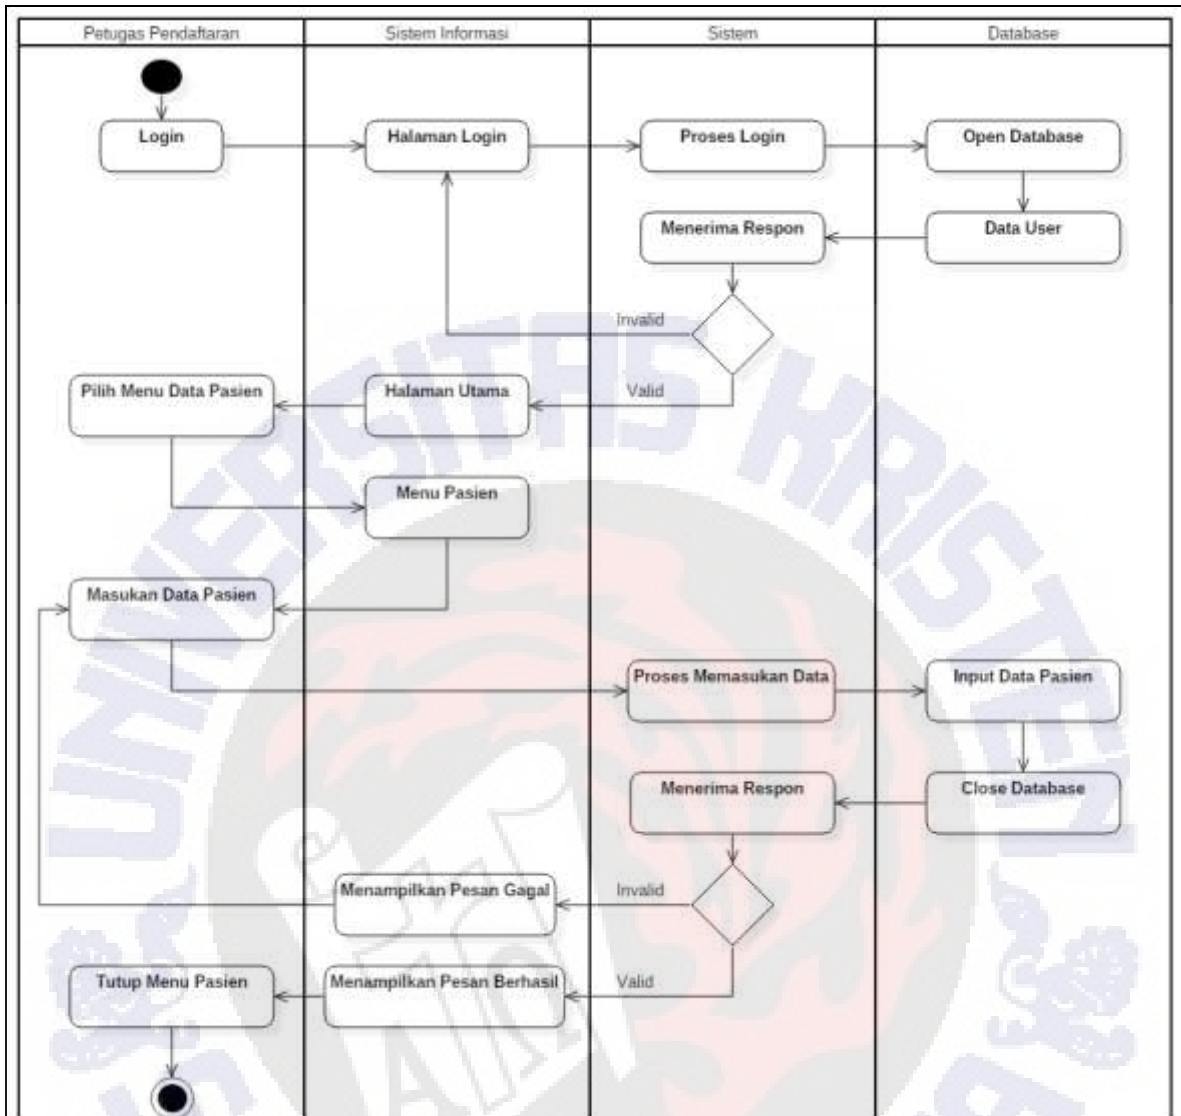 Petugas Pendaftaran
Sistem Informasi
Sistem
Database
Login
Halaman Login
Proses Login
Open Database
Menerima Respon
Data User
Invalid
Pilih Menu Data Pasien
Halaman Utama
Valid
Menu Pasien
Masukan Data Pasien
Proses Memasukan Data
Input Data Pasien
Menerima Respon
Close Database
Menampilkan Pesan Gagal
Invalid
Tutup Menu Pasien
Menampilkan Pesan Berhasil
Valid
UNIVERSITAS KRISTEN